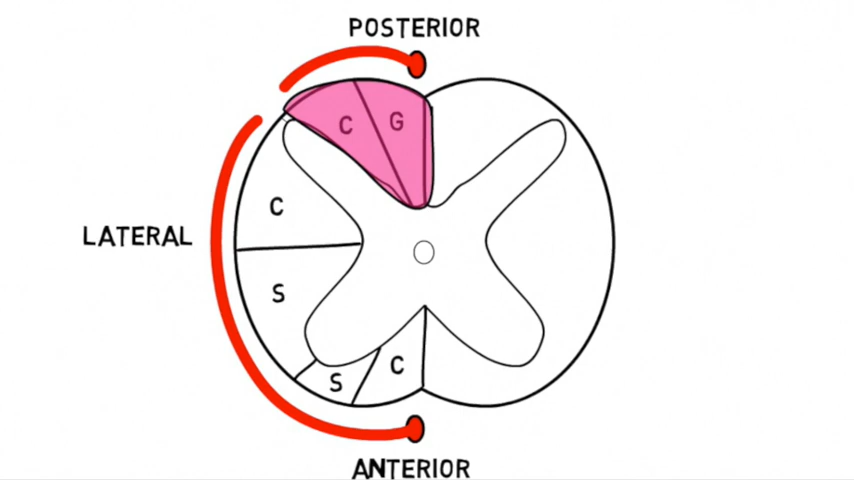 POSTERIOR
C G
C
LATERAL
S
C
S
ANTERIOR